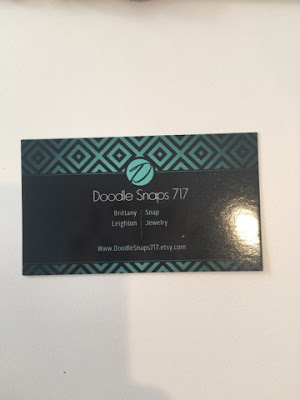 D
Doodle Snaps 717
Brittany Snap
Leighton Jewelry
Www.DoodleSnaps717.etsy.com